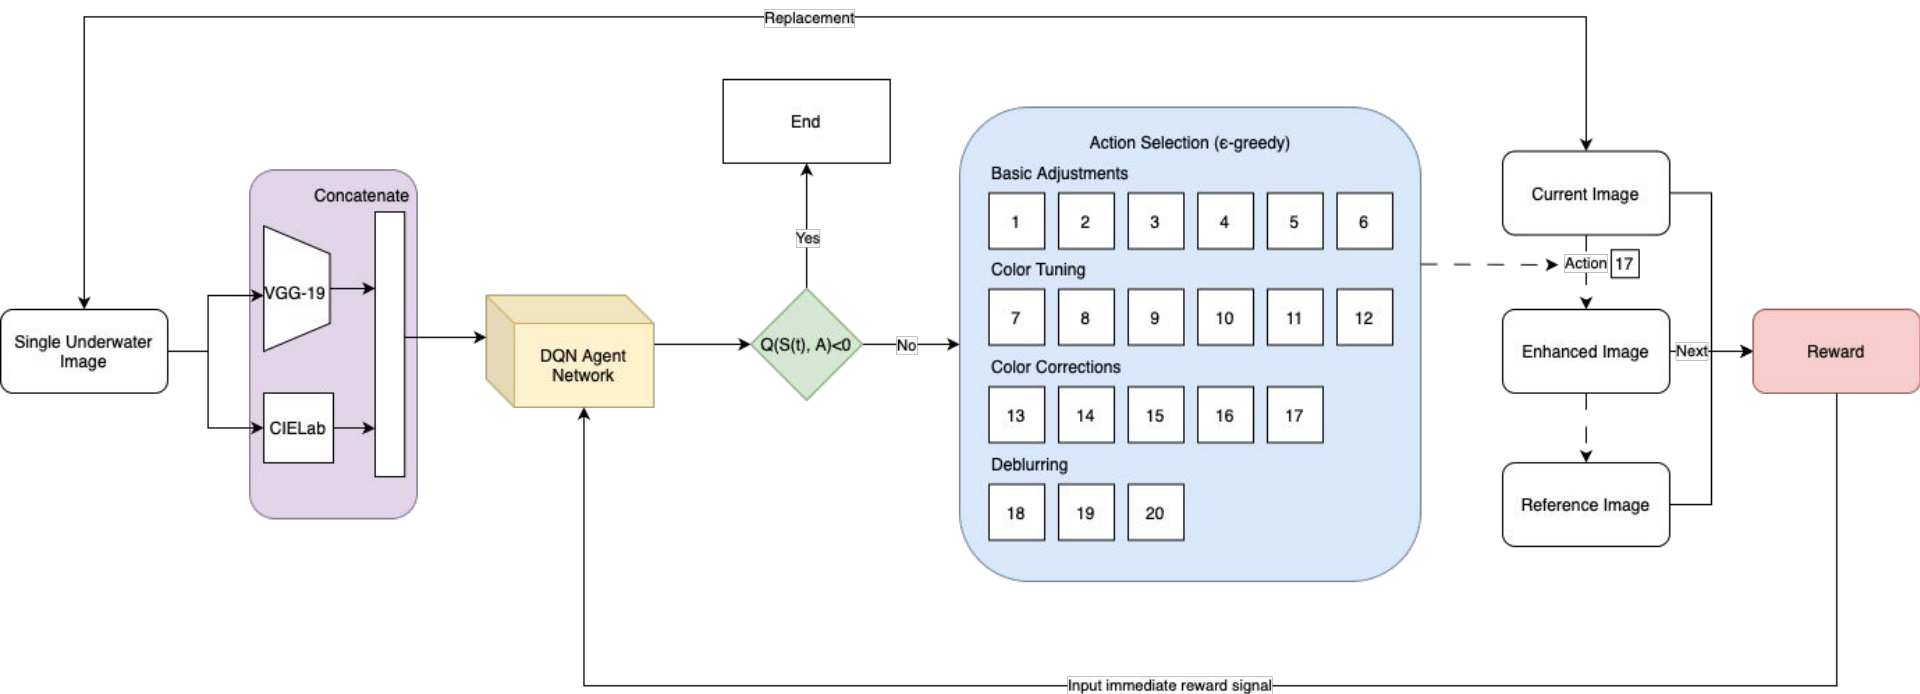 Replacement
End
Action Selection (ε-greedy)
Basic Adjustments
1 2 3 4 5 6
Color Tuning
7 8 9 10 11 12
Color Corrections
13 14 15 16 17
Deblurring
18 19 20
Concatenate
VGG-19
CIELab
Single Underwater
Image
DQN Agent
Network
Q(S(t), A)<0
Yes
No
Current Image
Action 17
Enhanced Image
Next
Reference Image
Reward
Input immediate reward signal